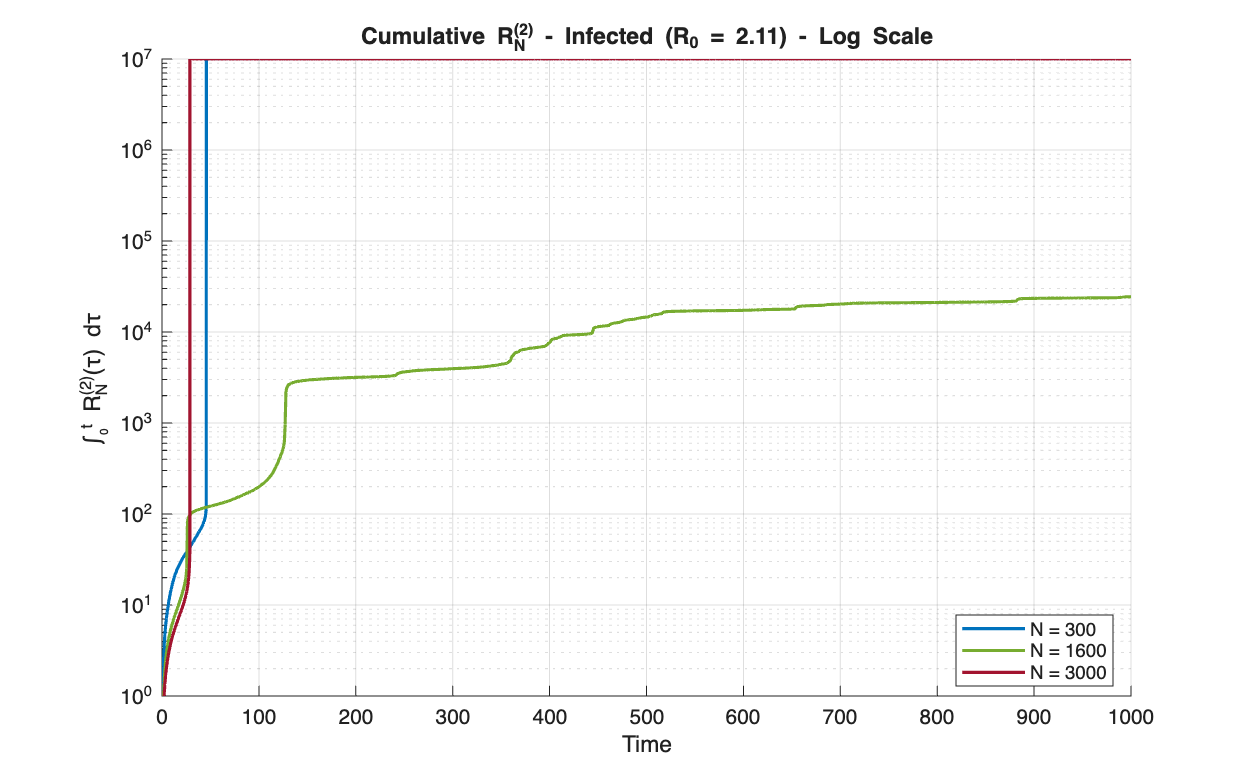 Cumulative R_N^(2) - Infected (R_0 = 2.11) - Log Scale
10^7
10^6
10^5
10^4
10^3
10^2
10^1
10^0
∫_0^t R_N^(2)(τ) dτ
0 100 200 300 400 500 600 700 800 900 1000
Time
N = 300
N = 1600
N = 3000